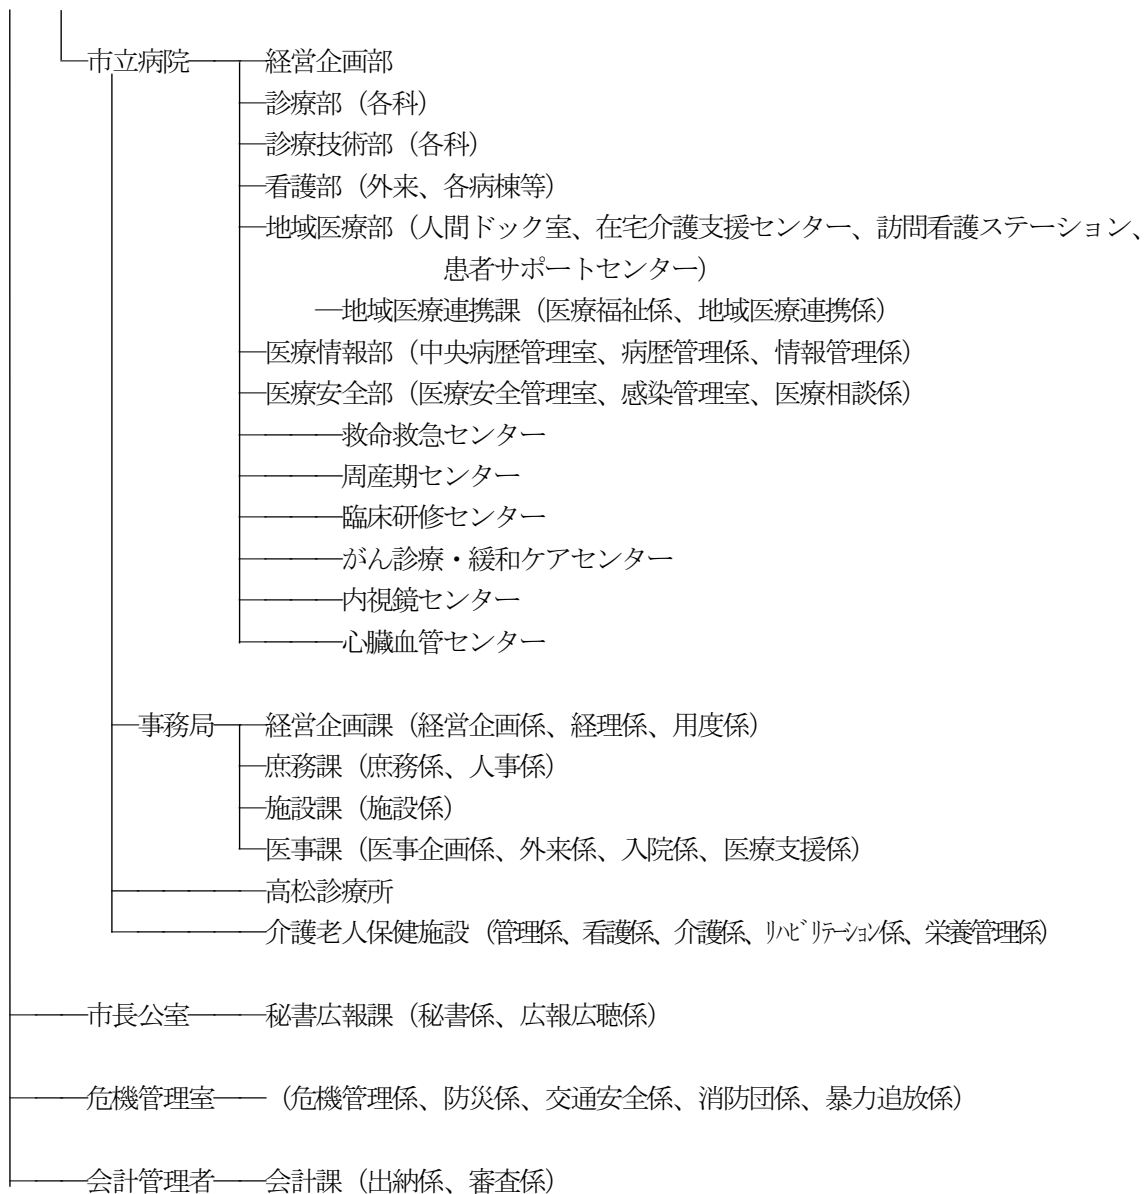 市立病院 経営企画部
診療部（各科）
診療技術部（各科）
看護部（外来、各病棟等）
地域医療部（人間ドック室、在宅介護支援センター、訪問看護ステーション、
患者サポートセンター）
地域医療連携課（医療福祉係、地域医療連携係）
医療情報部（中央病歴管理室、病歴管理係、情報管理係）
医療安全部（医療安全管理室、感染管理室、医療相談係）
救命救急センター
周産期センター
臨床研修センター
がん診療・緩和ケアセンター
内視鏡センター
心臓血管センター
事務局 経営企画課（経営企画係、経理係、用度係）
庶務課（庶務係、人事係）
施設課（施設係）
医事課（医事企画係、外来係、入院係、医療支援係）
高松診療所
介護老人保健施設（管理係、看護係、介護係、ﾘﾊﾋﾞﾘﾃｰｼｮﾝ係、栄養管理係）
市長公室 秘書広報課（秘書係、広報広聴係）
危機管理室 （危機管理係、防災係、交通安全係、消防団係、暴力追放係）
会計管理者 会計課（出納係、審査係）